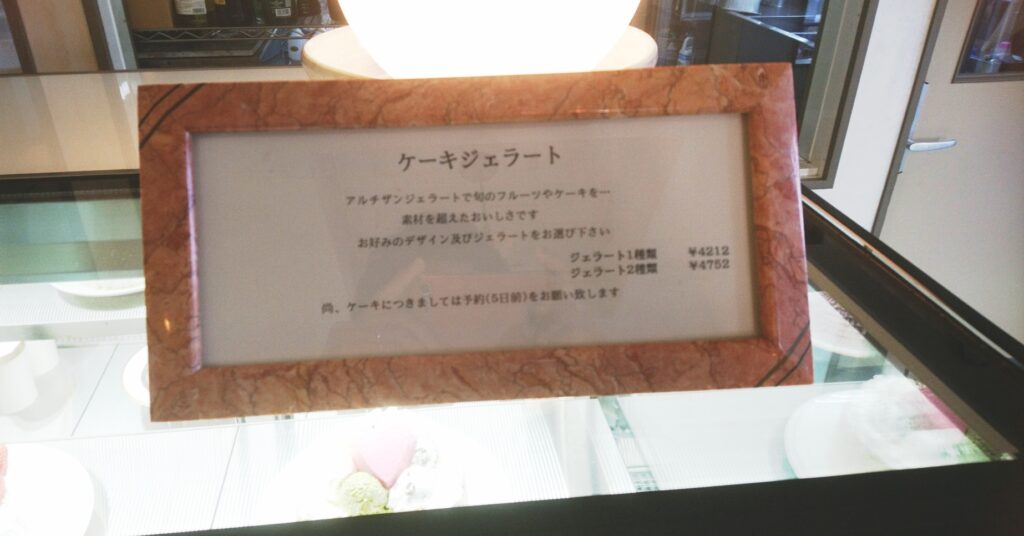 ケーキジェラート
アルチザンジェラートで旬のフルーツやケーキを…
素材を超えたおいしさです
お好みのデザイン及びジェラートをお選び下さい
ジェラート1種類 ¥4212
ジェラート2種類 ¥4752
尚、ケーキにつきましては予約(5日前)をお願い致します